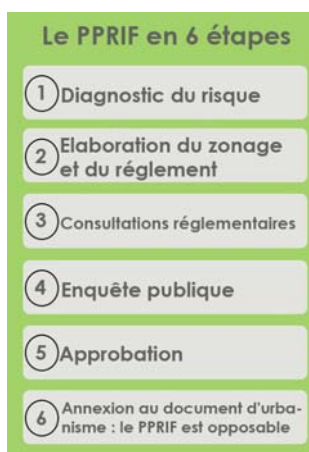 Le PPRIF en 6 étapes
1 Diagnostic du risque
2 Elaboration du zonage
et du réglement
3 Consultations réglementaires
4 Enquête publique
5 Approbation
6 Annexion au document d'urba-
nisme : le PPRIF est opposable